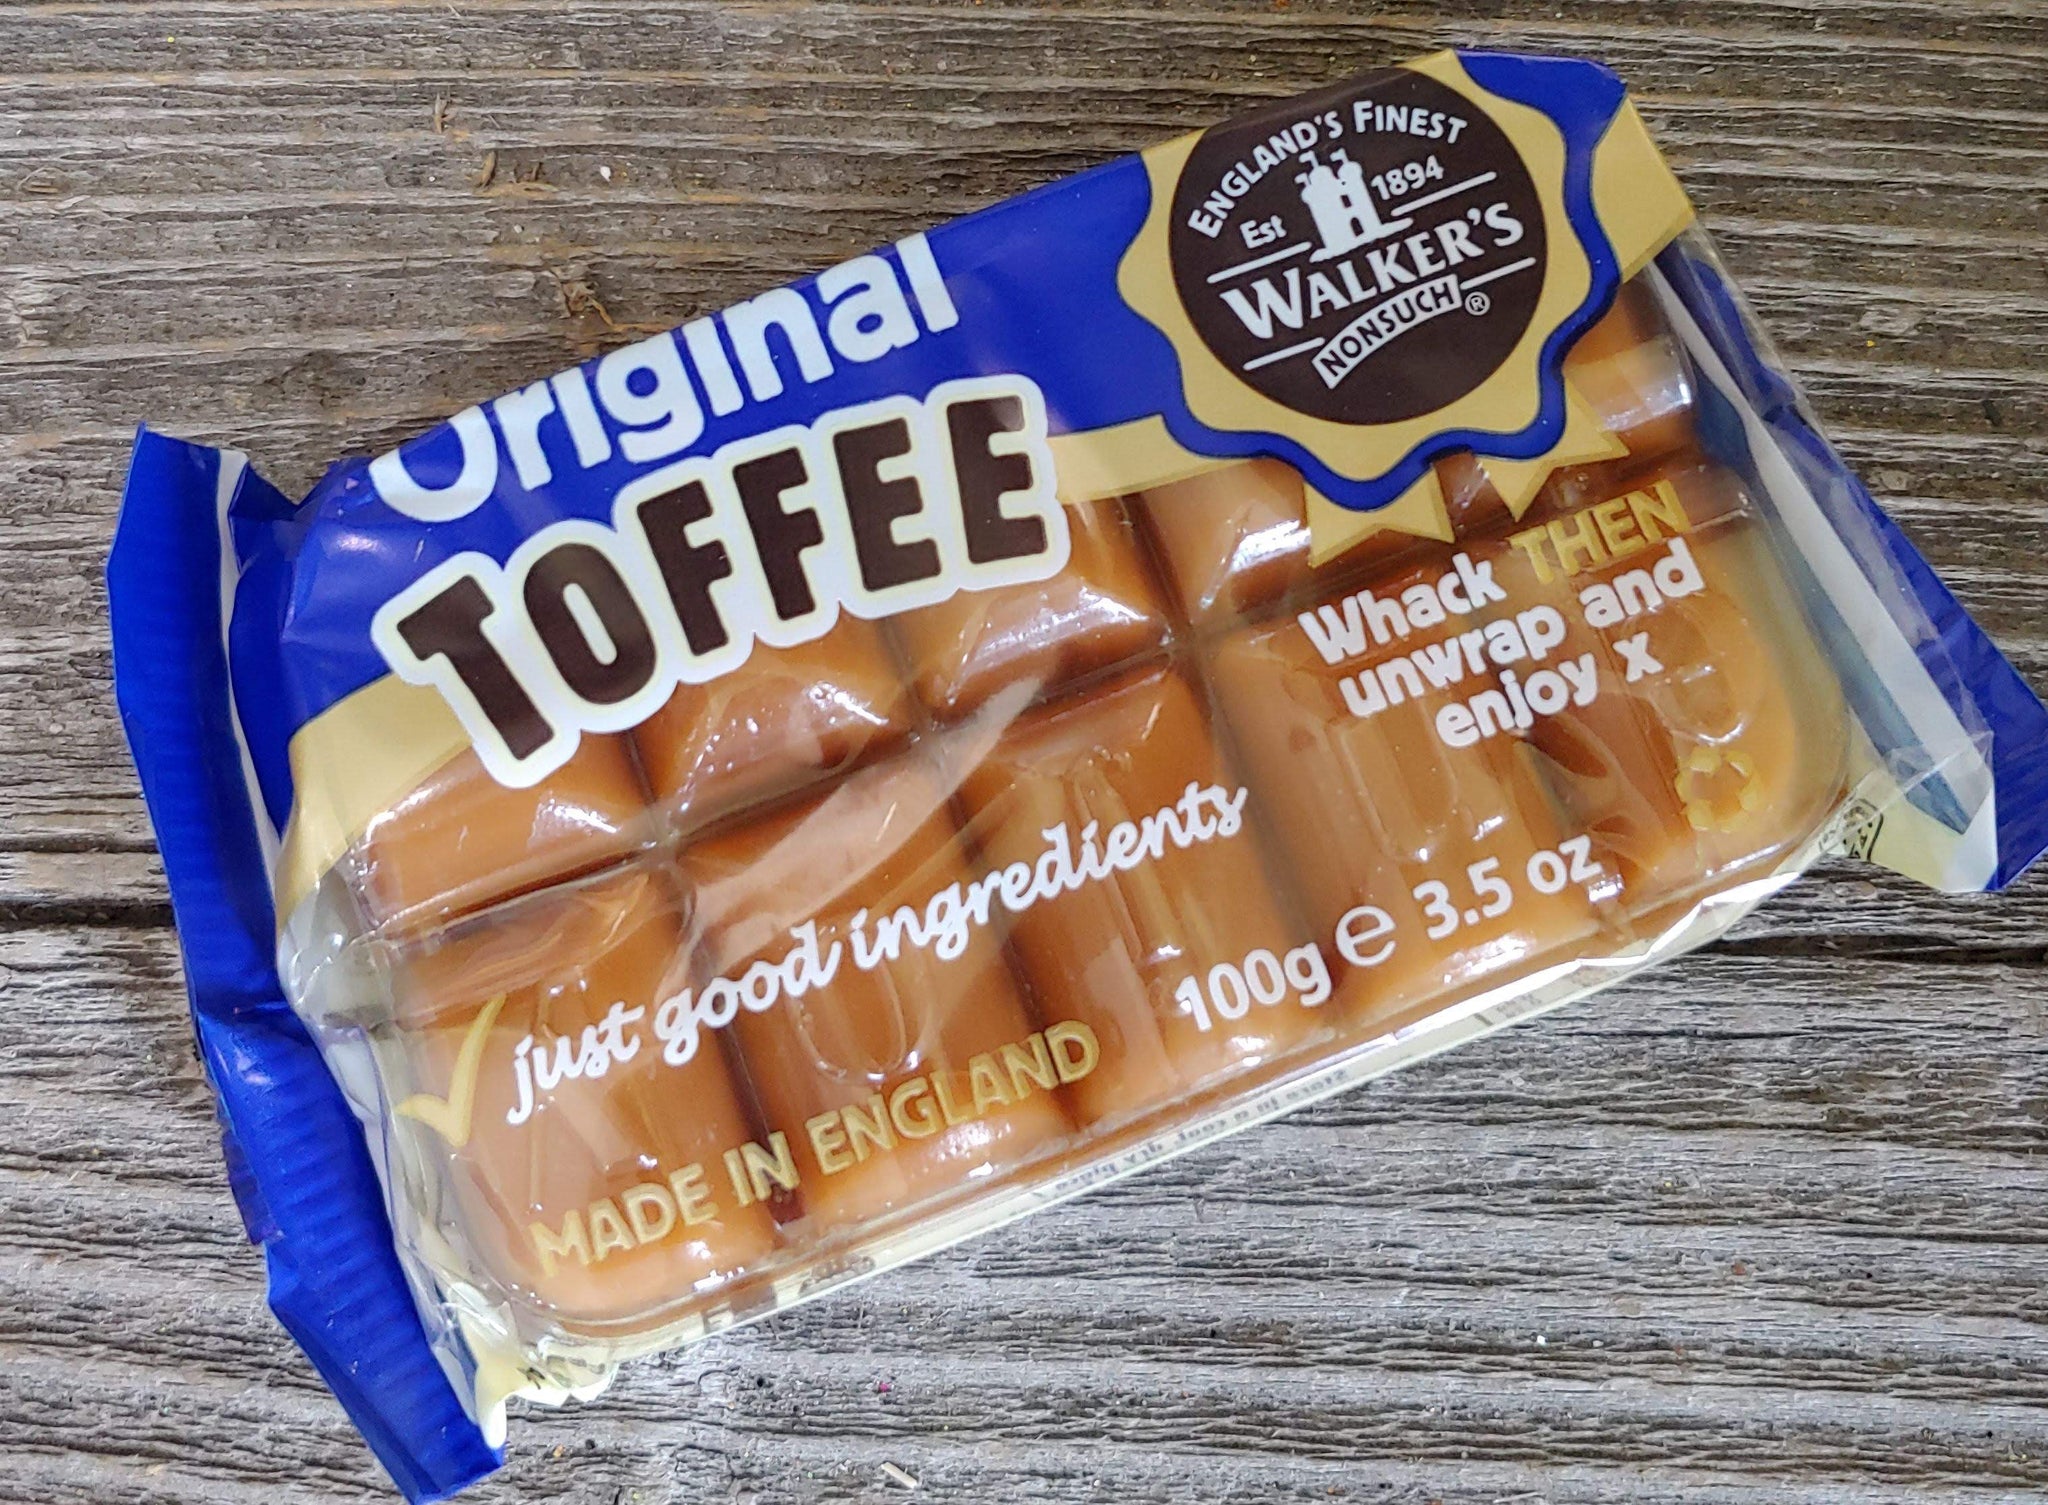 ENGLAND'S FINEST
Est 1894
WALKER'S
NONSUCH®
Original
TOFFEE
Whack THEN
unwrap and
enjoy x
just good ingredients
100g ℮ 3.5 oz
MADE IN ENGLAND